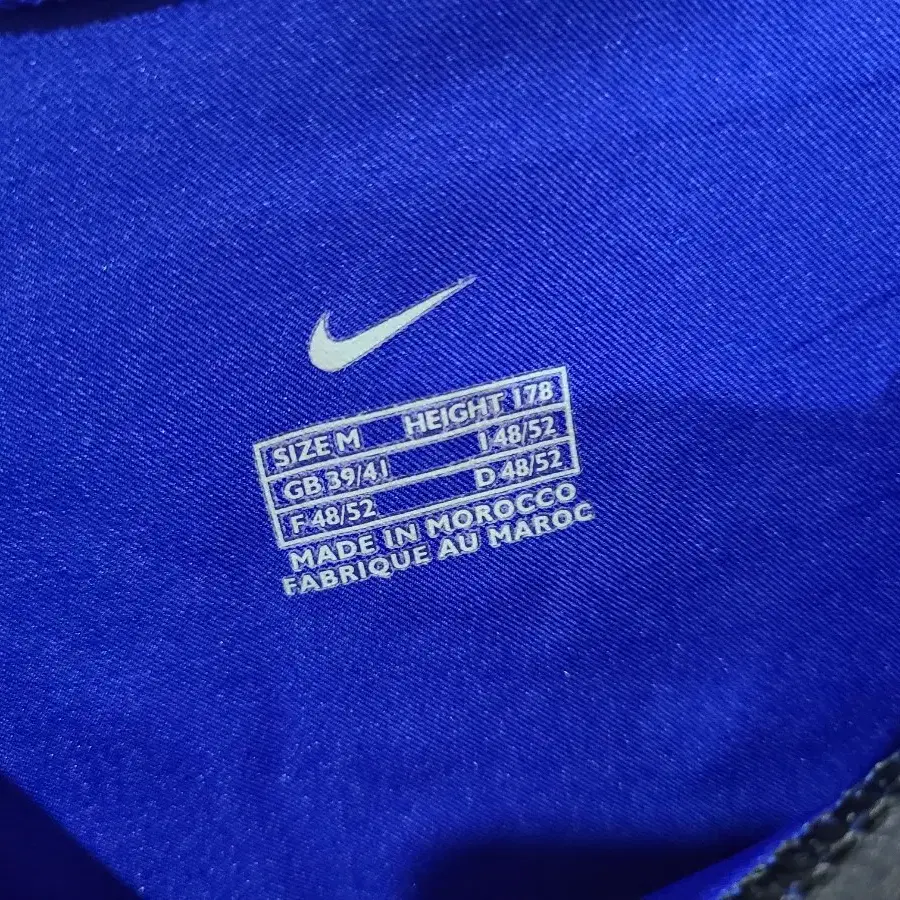 SIZE M HEIGHT 178
GB 39/41 I 48/52
F 48/52 D 48/52
MADE IN MOROCCO
FABRIQUE AU MAROC